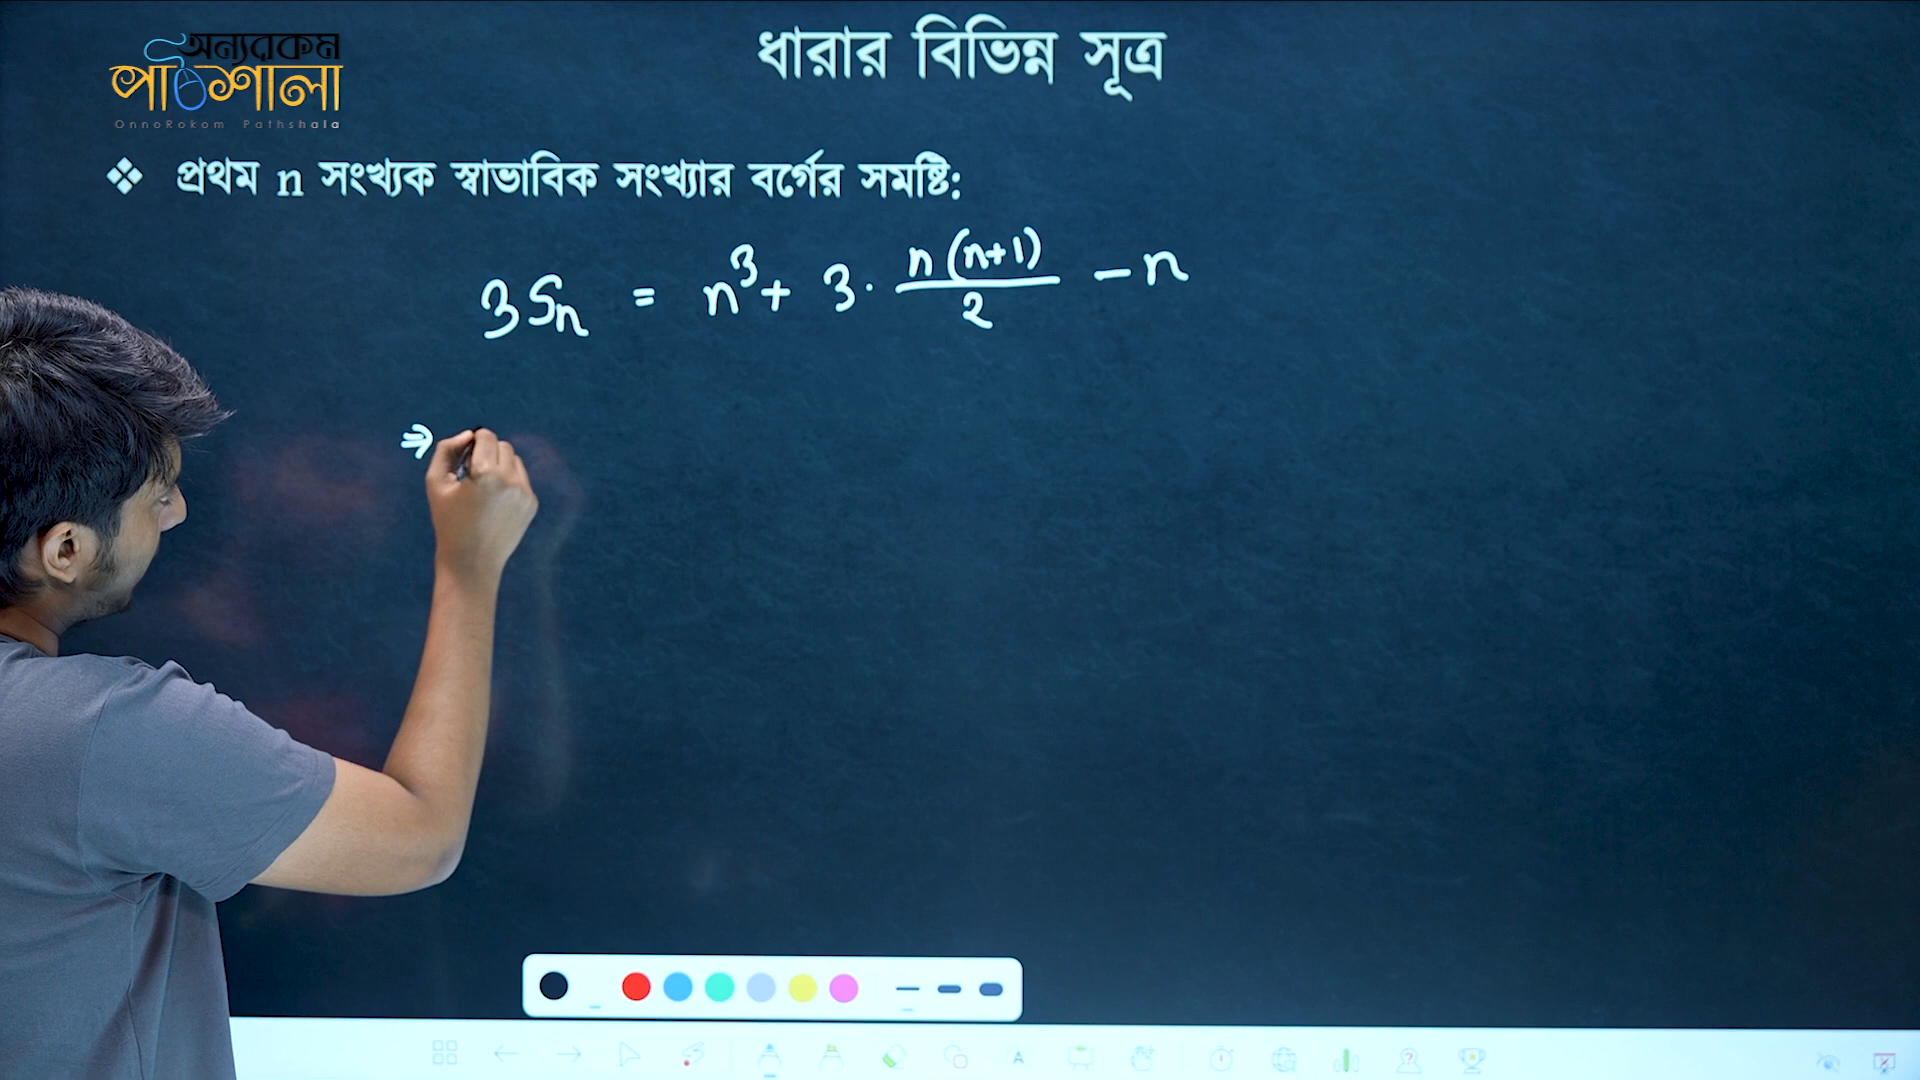 অন্যরকম
পাঠশালা
OnnoRokom Pathshala
ধারার বিভিন্ন সূত্র
❖ প্রথম n সংখ্যক স্বাভাবিক সংখ্যার বর্গের সমষ্টি:
3Sₙ = n³ + 3 · n(n+1)/2 − n
⇒
A